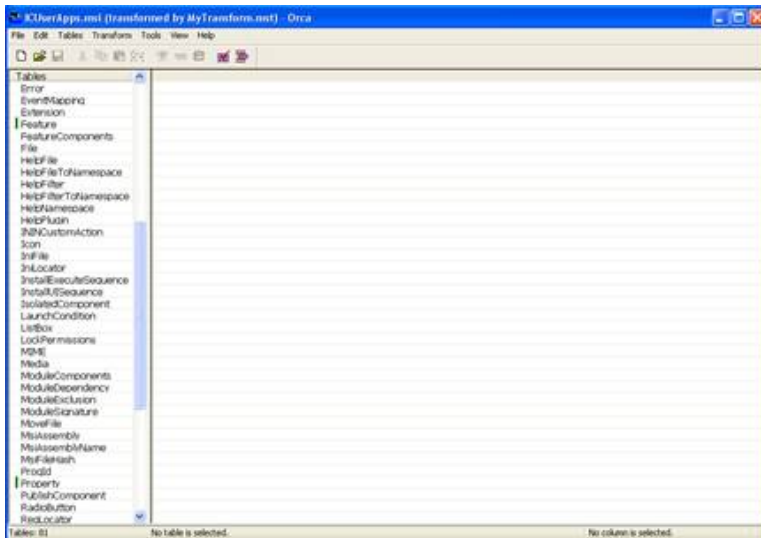 ICUserApps.msi (transformed by MyTransform.mst) - Orca
File Edit Tables Transform Tools View Help
Tables
Error
EventMapping
Extension
Feature
FeatureComponents
File
HelpFile
HelpFileToNamespace
HelpFilter
HelpFilterToNamespace
HelpNamespace
HelpPlugin
ININCustomAction
Icon
IniFile
IniLocator
InstallExecuteSequence
InstallUISequence
IsolatedComponent
LaunchCondition
ListBox
LockPermissions
MIME
Media
ModuleComponents
ModuleDependency
ModuleExclusion
ModuleSignature
MoveFile
MsiAssembly
MsiAssemblyName
MsiFileHash
ProgId
Property
PublishComponent
RadioButton
RegLocator
Tables: 81 No table is selected. No column is selected.